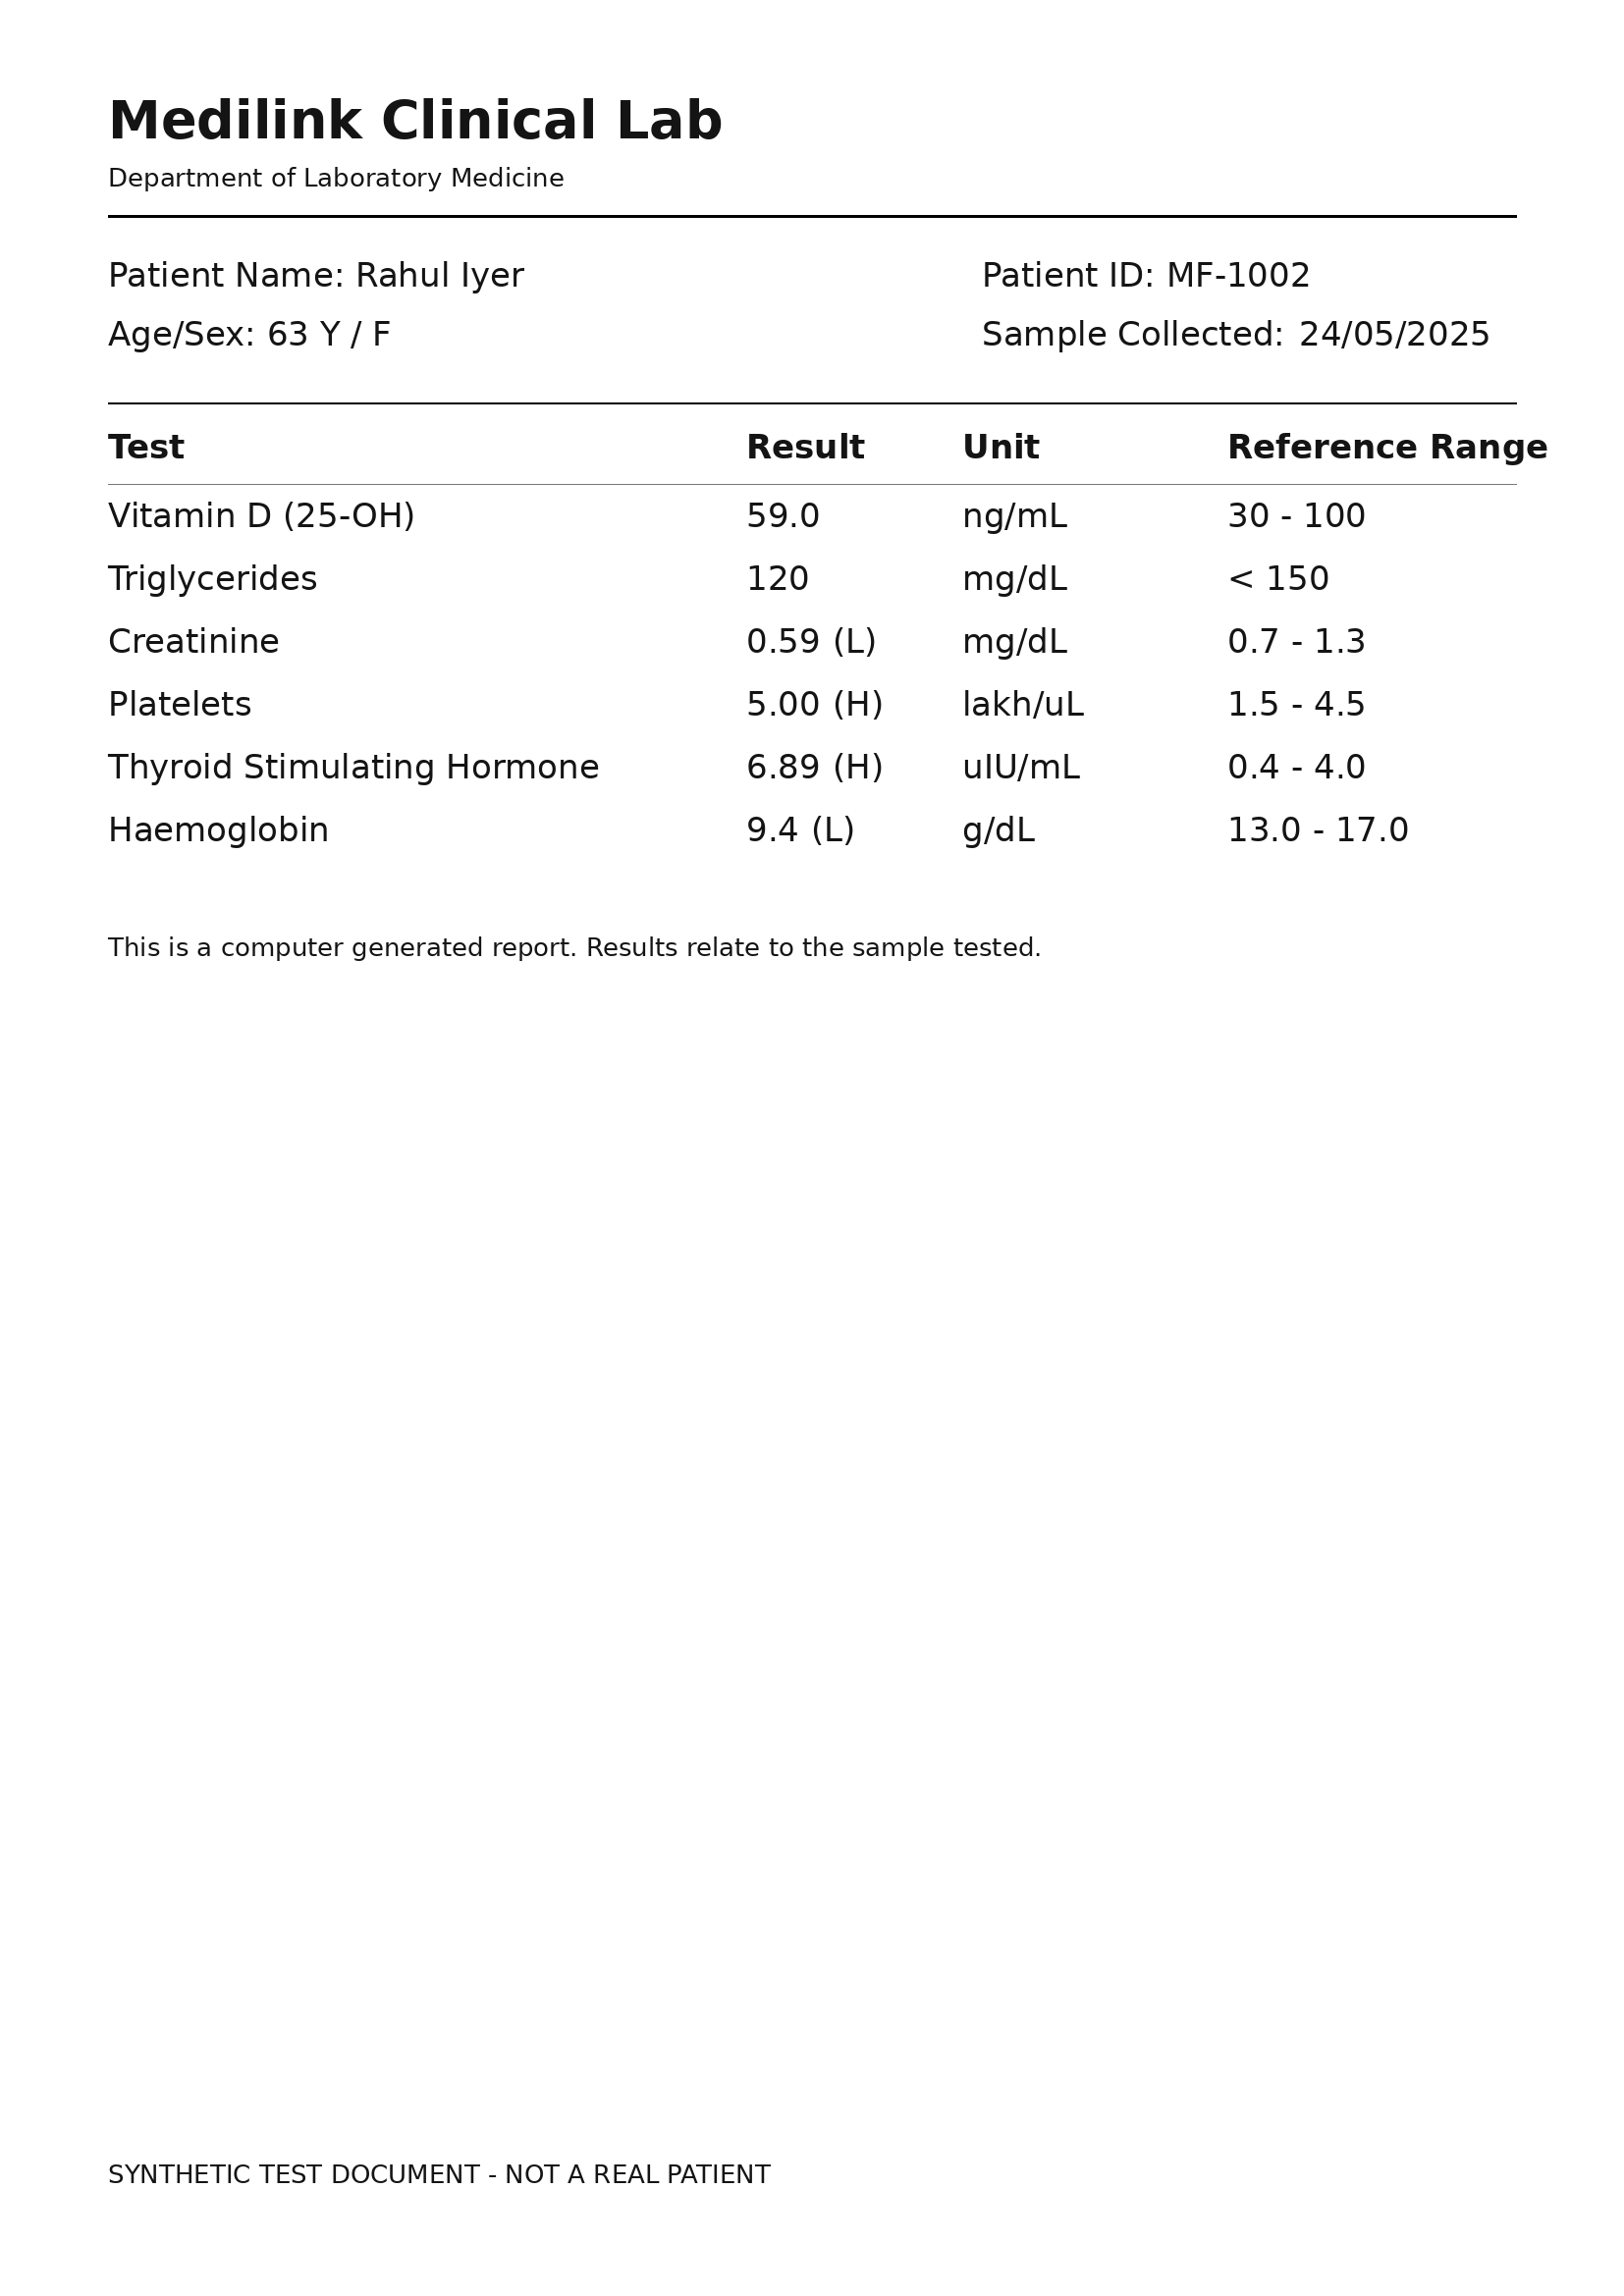 Medilink Clinical Lab
Department of Laboratory Medicine
Patient Name: Rahul Iyer Patient ID: MF-1002
Age/Sex: 63 Y / F Sample Collected: 24/05/2025
Test Result Unit Reference Range
Vitamin D (25-OH) 59.0 ng/mL 30 - 100
Triglycerides 120 mg/dL < 150
Creatinine 0.59 (L) mg/dL 0.7 - 1.3
Platelets 5.00 (H) lakh/uL 1.5 - 4.5
Thyroid Stimulating Hormone 6.89 (H) uIU/mL 0.4 - 4.0
Haemoglobin 9.4 (L) g/dL 13.0 - 17.0
This is a computer generated report. Results relate to the sample tested.
SYNTHETIC TEST DOCUMENT - NOT A REAL PATIENT